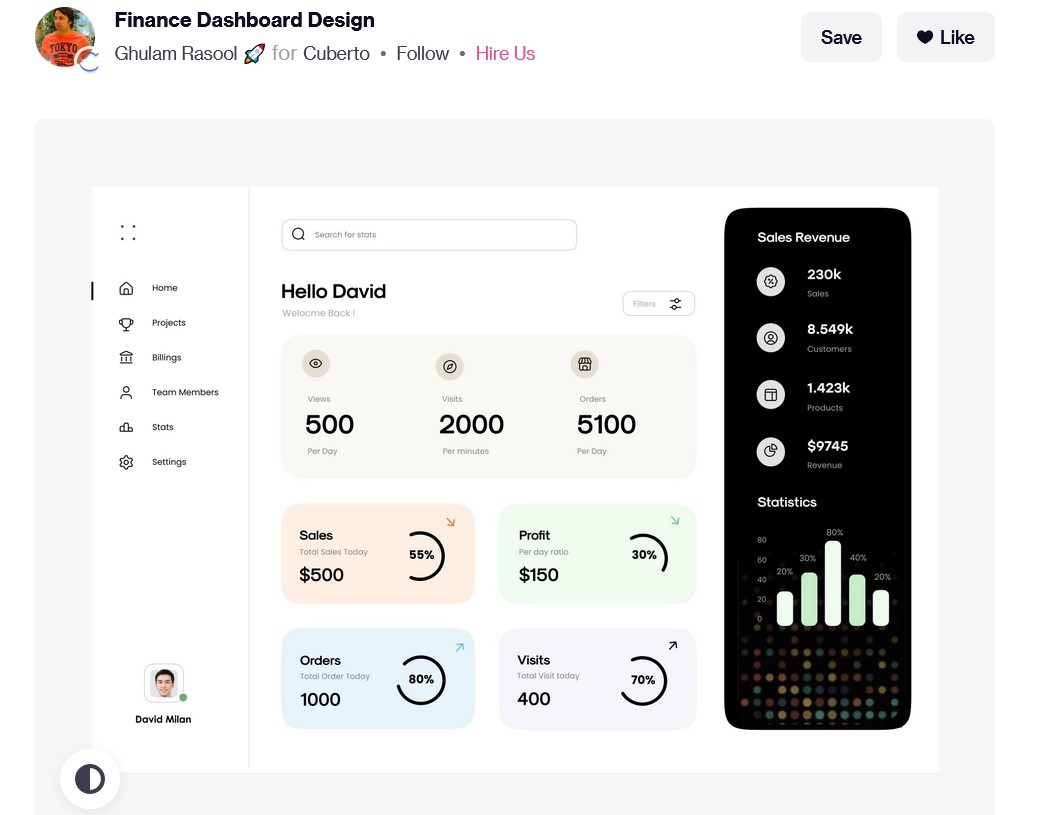 Finance Dashboard Design
Ghulam Rasool 🚀 for Cuberto • Follow • Hire Us
Save
Like
TOKYO
Home
Projects
Billings
Team Members
Stats
Settings
David Milan
Search for stats
Hello David
Welocme Back !
Filters
Views
500
Per Day
Visits
2000
Per minutes
Orders
5100
Per Day
Sales
Total Sales Today
$500
55%
Profit
Per day ratio
$150
30%
Orders
Total Order Today
1000
80%
Visits
Total Visit today
400
70%
Sales Revenue
230k
Sales
8.549k
Customers
1.423k
Products
$9745
Revenue
Statistics
80
60
40
20
0
20%
30%
80%
40%
20%